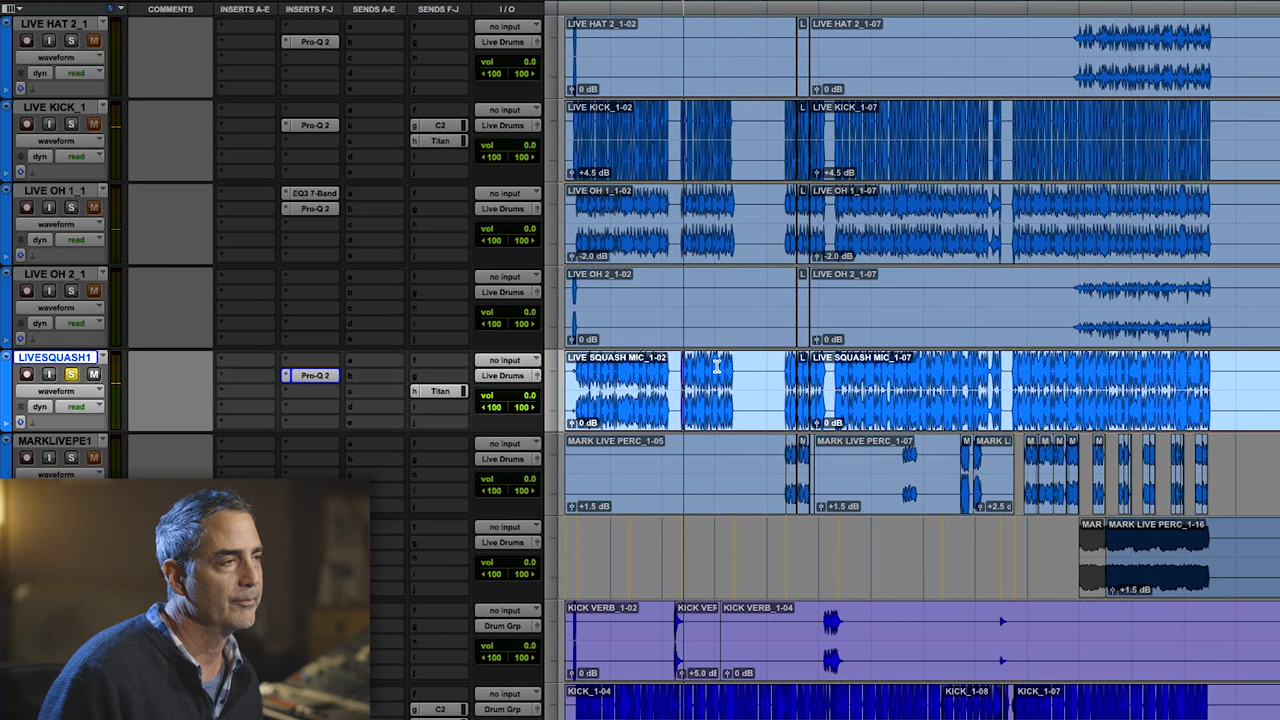 COMMENTS INSERTS A-E INSERTS F-J SENDS A-E SENDS F-J I / O
LIVE HAT 2_1
I S M
waveform
dyn read
Pro-Q 2
a f
b g
c h
d i
e j
no input
Live Drums
vol 0.0
100 100
LIVE HAT 2_1-02 L LIVE HAT 2_1-07
0 dB 0 dB
LIVE KICK_1
I S M
waveform
dyn read
Pro-Q 2
a f
b g C2
c h Titan
d i
e j
no input
Live Drums
vol 0.0
100 100
LIVE KICK_1-02 L LIVE KICK_1-07
+4.5 dB +4.5 dB
LIVE OH 1_1
I S M
waveform
dyn read
EQ3 7-Band
Pro-Q 2
a f
b g
c h
d i
e j
no input
Live Drums
vol 0.0
100 100
LIVE OH 1_1-02 L LIVE OH 1_1-07
-2.0 dB -2.0 dB
LIVE OH 2_1
I S M
waveform
dyn read
a f
b g
c h
d i
e j
no input
Live Drums
vol 0.0
100 100
LIVE OH 2_1-02 L LIVE OH 2_1-07
0 dB 0 dB
LIVESQUASH1
I S M
waveform
dyn read
Pro-Q 2
a f
b g
c h Titan
d i
e j
no input
Live Drums
vol 0.0
100 100
LIVE SQUASH MIC_1-02 L LIVE SQUASH MIC_1-07
0 dB 0 dB
MARKLIVEPE1
I S M
waveform
a f
b g
c h
d i
e j
no input
Live Drums
vol 0.0
100 100
MARK LIVE PERC_1-05 M MARK LIVE PERC_1-07 M MARK L M M M M M M M M M
+1.5 dB +1.5 dB +2.5 d
a f
b g
c h
d i
e j
no input
Live Drums
vol 0.0
100 100
MAR MARK LIVE PERC_1-16
+1.5 dB
a f
b g
c h
d i
e j
no input
Drum Grp
vol 0.0
100 100
KICK VERB_1-02 KICK VEF KICK VERB_1-04
0 dB +5.0 dE 0 dB
a f
b g C2
no input
Drum Grp
KICK_1-04 KICK_1-08 KICK_1-07